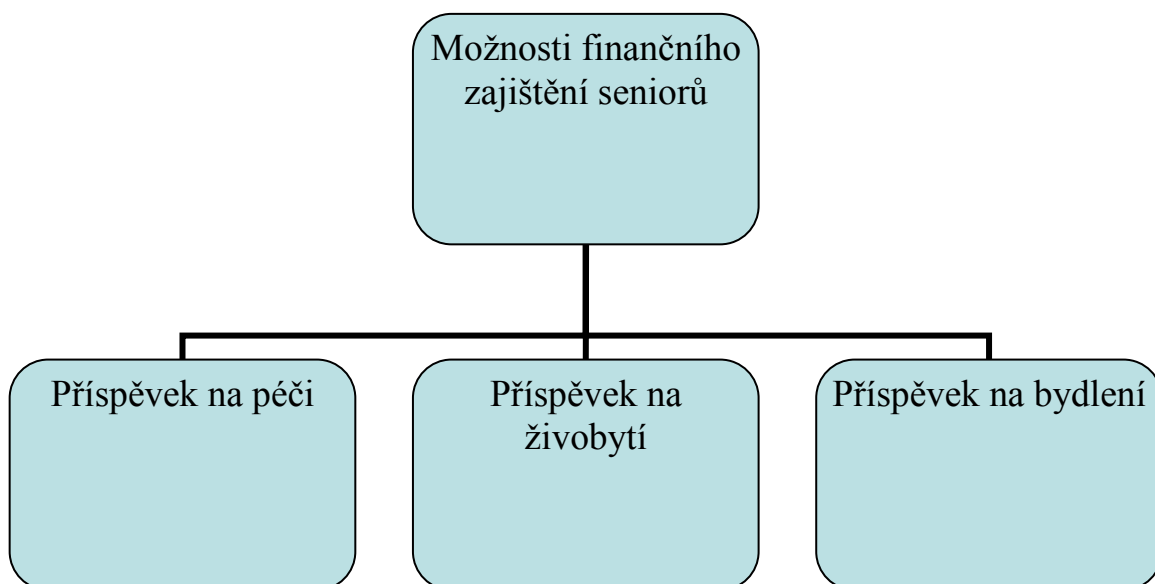 Možnosti finančního
zajištění seniorů
Příspěvek na péči
Příspěvek na
živobytí
Příspěvek na bydlení